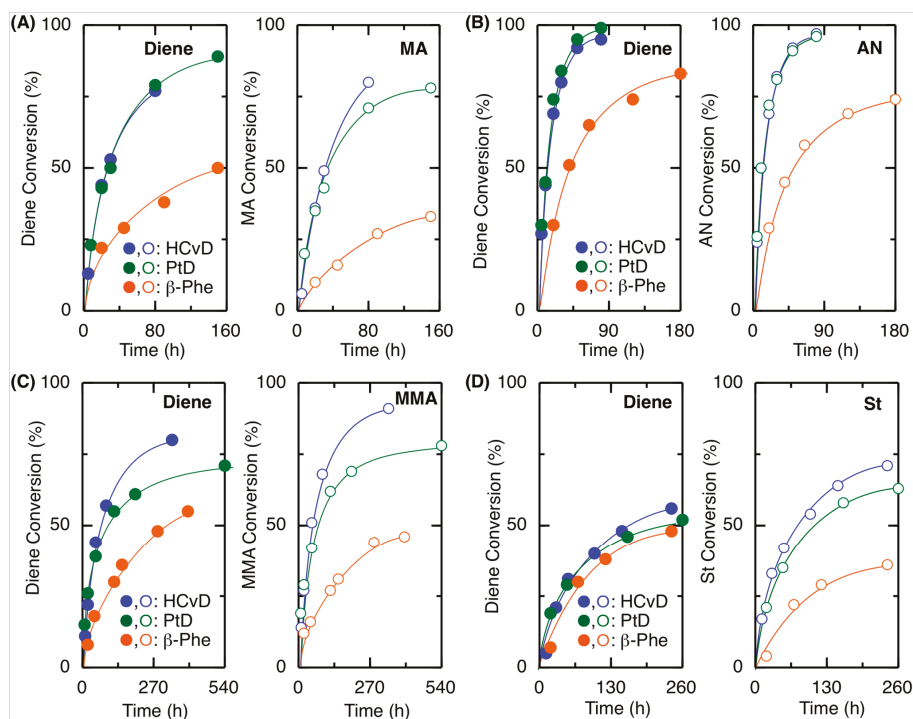 (A)
Diene
Diene Conversion (%)
100
50
0
0
40
80
120
160
Time (h)
●,○: HCvD
●,○: PtD
●,○: β-Phe
MA
MA Conversion (%)
100
50
0
0
40
80
120
160
Time (h)
(B)
Diene
Diene Conversion (%)
100
50
0
0
90
180
Time (h)
●,○: HCvD
●,○: PtD
●,○: β-Phe
AN
AN Conversion (%)
100
50
0
0
90
180
Time (h)
(C)
Diene
Diene Conversion (%)
100
50
0
0
270
540
Time (h)
●,○: HCvD
●,○: PtD
●,○: β-Phe
MMA
MMA Conversion (%)
100
50
0
0
270
540
Time (h)
(D)
Diene
Diene Conversion (%)
100
50
0
0
130
260
Time (h)
●,○: HCvD
●,○: PtD
●,○: β-Phe
St
St Conversion (%)
100
50
0
0
130
260
Time (h)